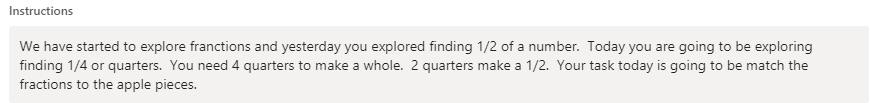 Instructions
We have started to explore franctions and yesterday you explored finding 1/2 of a number.  Today you are going to be exploring
finding 1/4 or quarters.  You need 4 quarters to make a whole.  2 quarters make a 1/2.  Your task today is going to be match the
fractions to the apple pieces.